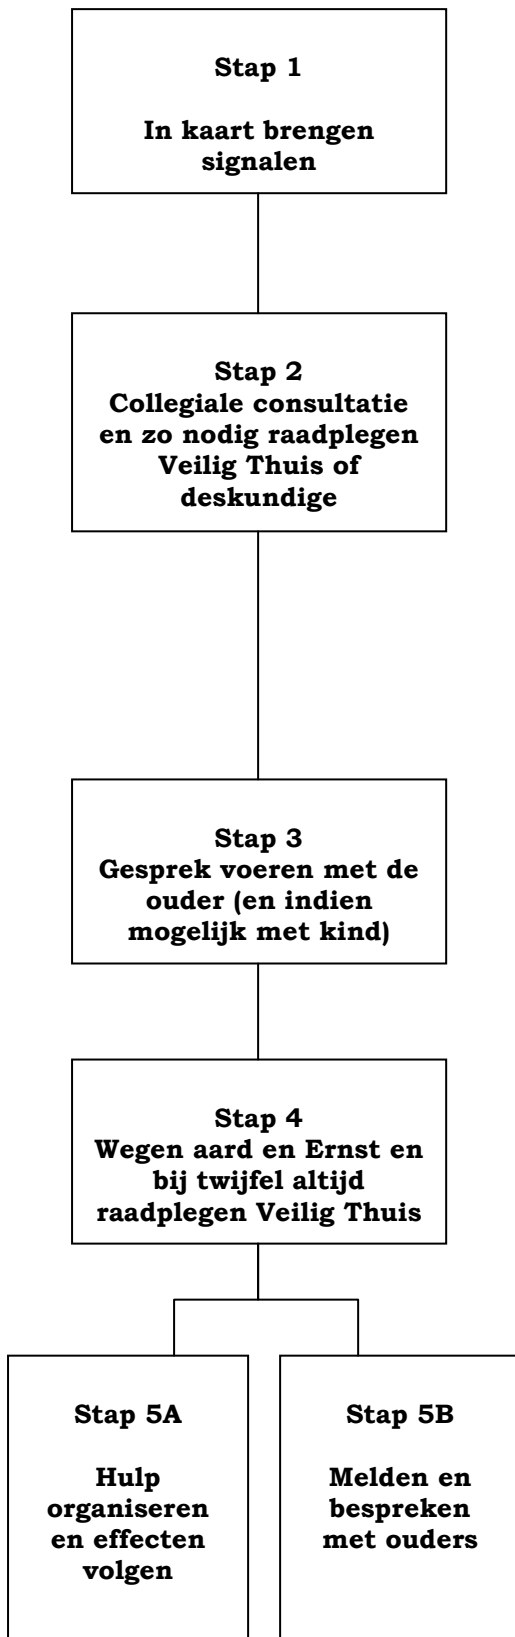 Stap 1
In kaart brengen
signalen
Stap 2
Collegiale consultatie
en zo nodig raadplegen
Veilig Thuis of
deskundige
Stap 3
Gesprek voeren met de
ouder (en indien
mogelijk met kind)
Stap 4
Wegen aard en Ernst en
bij twijfel altijd
raadplegen Veilig Thuis
Stap 5A
Hulp
organiseren
en effecten
volgen
Stap 5B
Melden en
bespreken
met ouders